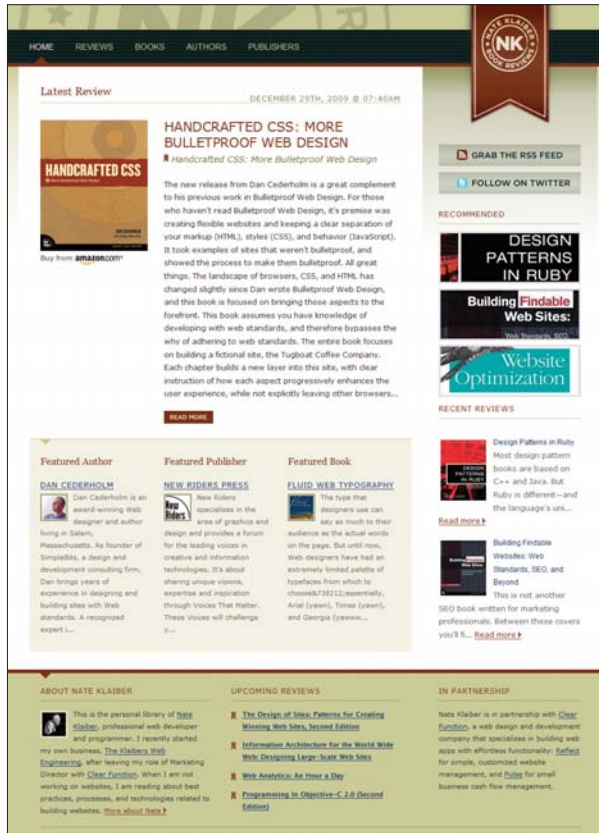 NK
HOME REVIEWS BOOKS AUTHORS PUBLISHERS
NATE KLAIBER
NK
BOOK REVIEWS
Latest Review
DECEMBER 29TH, 2009 @ 07:40AM
HANDCRAFTED CSS
Buy from amazon.com
HANDCRAFTED CSS: MORE
BULLETPROOF WEB DESIGN
Handcrafted CSS: More Bulletproof Web Design
The new release from Dan Cederholm is a great complement
to his previous work in Bulletproof Web Design. For those
who haven't read Bulletproof Web Design, it's premise was
creating flexible websites and keeping a clear separation of
your markup (HTML), styles (CSS), and behavior (JavaScript).
It took examples of sites that weren't bulletproof, and
showed the process to make them bulletproof. All great
things. The landscape of browsers, CSS, and HTML has
changed slightly since Dan wrote Bulletproof Web Design,
and this book is focused on bringing those aspects to the
forefront. This book assumes you have knowledge of
developing with web standards, and therefore bypasses the
why of adhering to web standards. The entire book focuses
on building a fictional site, the Tugboat Coffee Company.
Each chapter builds a new layer into this site, with clear
instruction of how each aspect progressively enhances the
user experience, while not explicitly leaving other browsers...
READ MORE
GRAB THE RSS FEED
FOLLOW ON TWITTER
RECOMMENDED
DESIGN
PATTERNS
IN RUBY
Building Findable
Web Sites:
Web Standards, SEO,
Website
Optimization
RECENT REVIEWS
DESIGN
PATTERNS
IN RUBY
Design Patterns in Ruby
Most design pattern
books are based on
C++ and Java. But
Ruby is different—and
the language's uni...
Read more
Building Findable
Web Sites:
Building Findable
Websites: Web
Standards, SEO, and
Beyond
This is not another
SEO book written for marketing
professionals. Between these covers
you'll fi... Read more
Featured Author
DAN CEDERHOLM
Dan Cederholm is an
award-winning Web
designer and author
living in Salem,
Massachusetts. As founder of
SimpleBits, a design and
development consulting firm,
Dan brings years of
experience in designing and
building sites with Web
standards. A recognized
expert i...
Featured Publisher
NEW RIDERS PRESS
New
Riders
New Riders
specializes in the
area of graphics and
design and provides a forum
for the leading voices in
creative and information
technologies. It's about
sharing unique visions,
expertise and inspiration
through Voices That Matter.
These Voices will challenge
y...
Featured Book
FLUID WEB TYPOGRAPHY
The type that
designers use can
say as much to their
audience as the actual words
on the page. But until now,
Web designers have had an
extremely limited palette of
typefaces from which to
choose&#738212;essentially,
Arial (yawn), Times (yawn),
and Georgia (yawww...
ABOUT NATE KLAIBER
This is the personal library of Nate
Klaiber, professional web developer
and programmer. I recently started
my own business, The Klaibers Web
Engineering, after leaving my role of Marketing
Director with Clear Function. When I am not
working on websites, I am reading about best
practices, processes, and technologies related to
building websites. More about Nate
UPCOMING REVIEWS
The Design of Sites: Patterns for Creating
Winning Web Sites, Second Edition
Information Architecture for the World Wide
Web: Designing Large-Scale Web Sites
Web Analytics: An Hour a Day
Programming in Objective-C 2.0 (Second
Edition)
IN PARTNERSHIP
Nate Klaiber is in partnership with Clear
Function, a web design and development
company that specializes in building web
apps with effortless functionality: Reflect
for simple, customized website
management, and Pulse for small
business cash flow management.